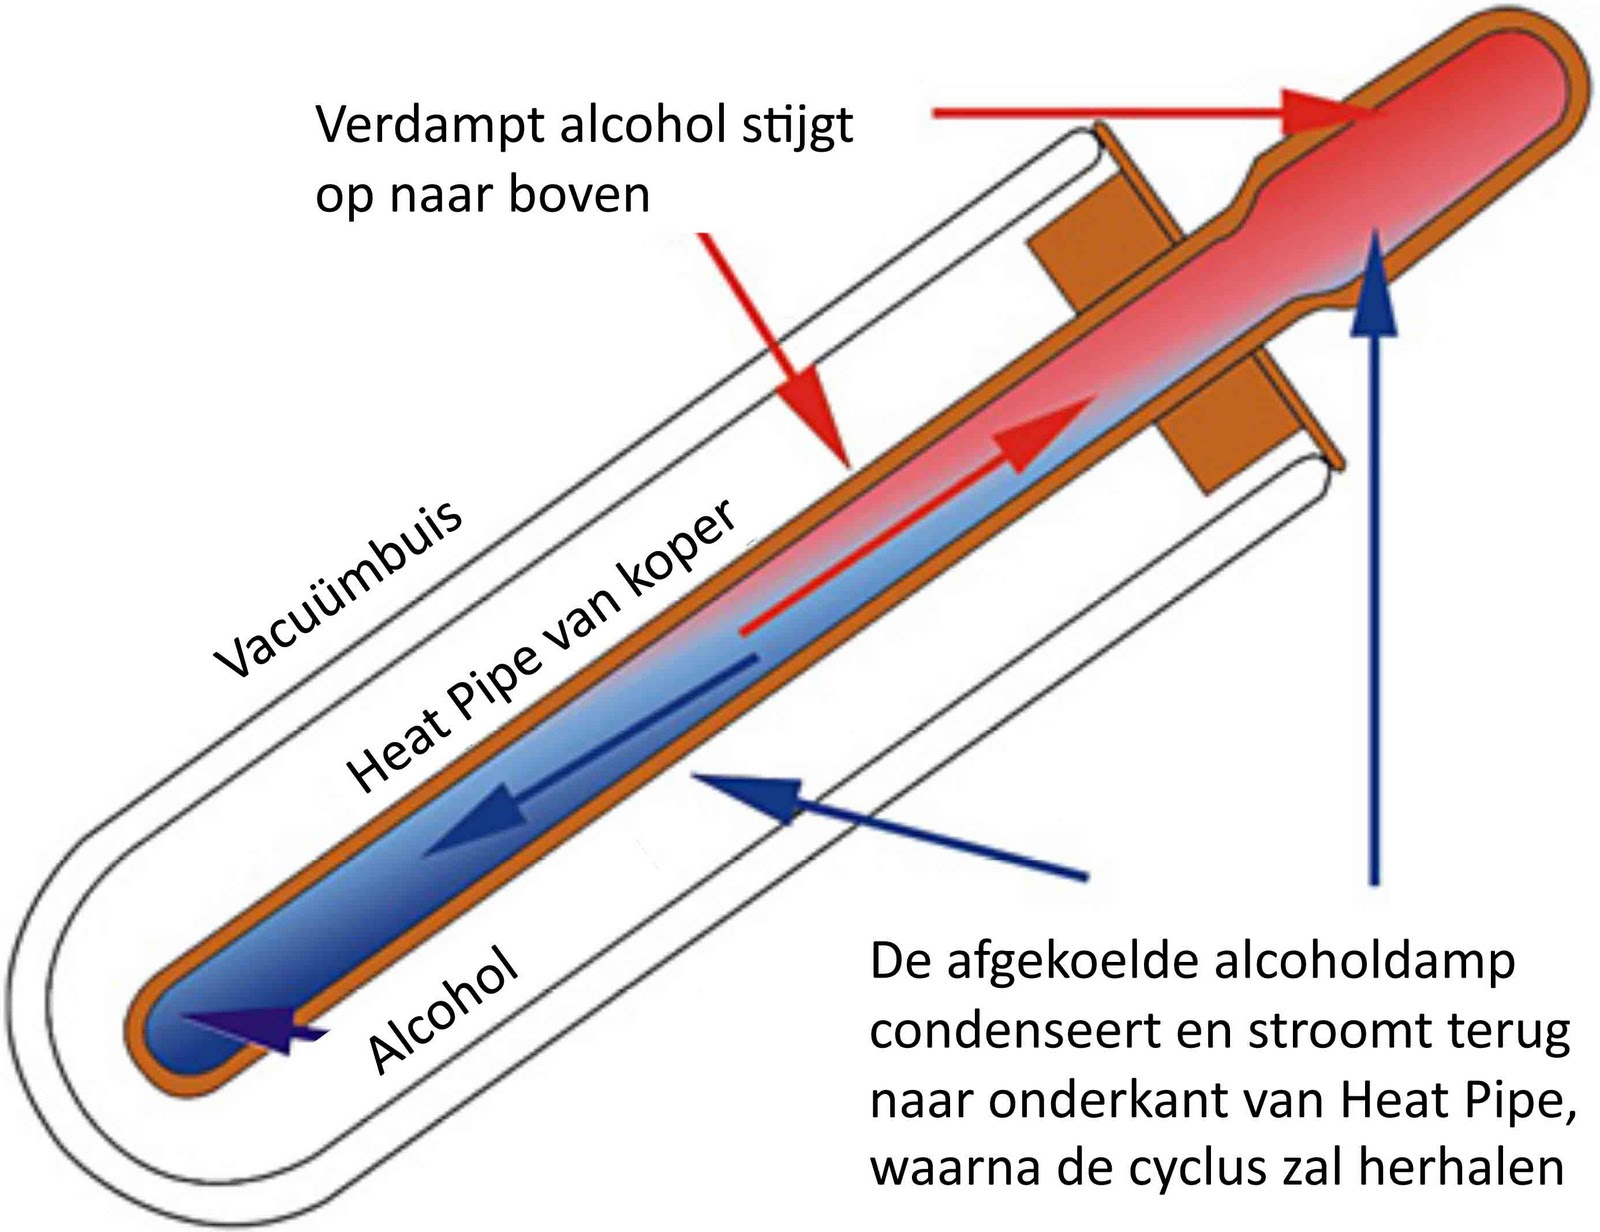 Verdampt alcohol stijgt
op naar boven
Vacuümbuis
Heat Pipe van koper
Alcohol
De afgekoelde alcoholdamp
condenseert en stroomt terug
naar onderkant van Heat Pipe,
waarna de cyclus zal herhalen